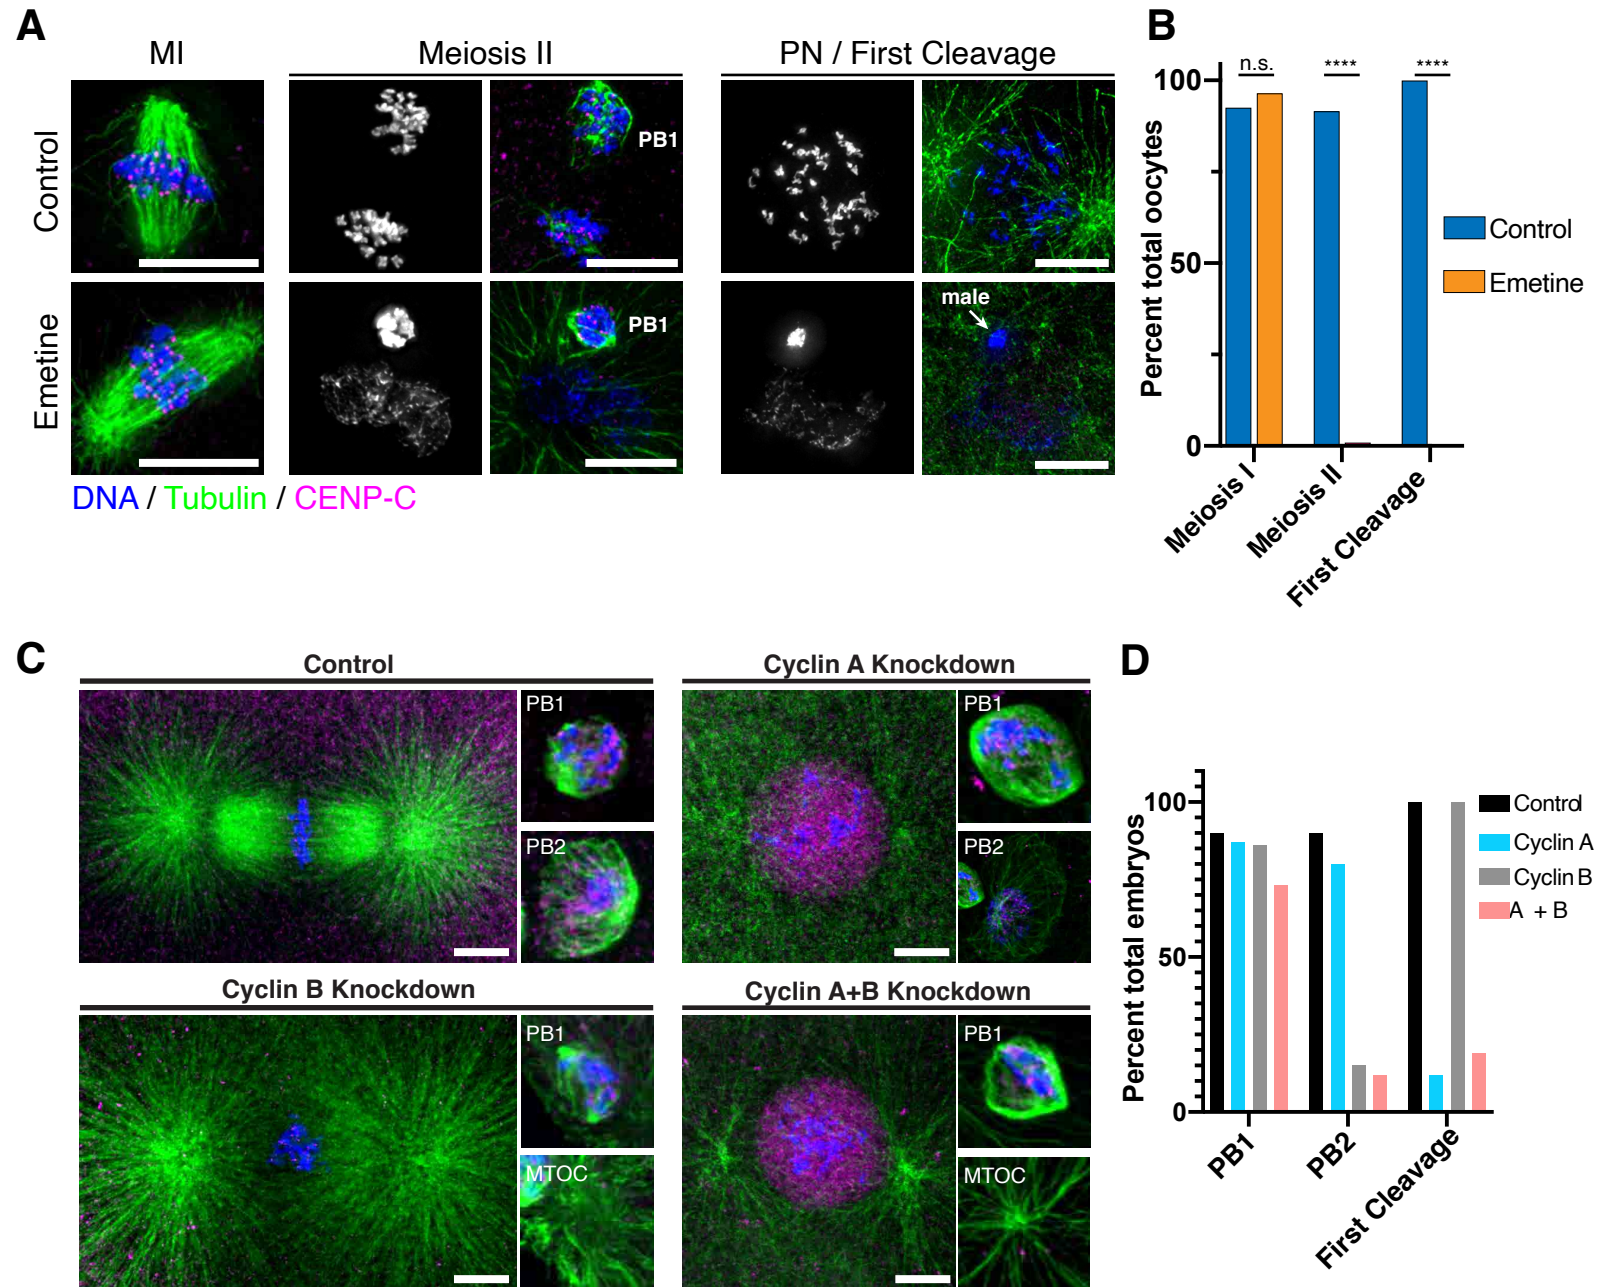 A
MI
Meiosis II
PN / First Cleavage
Control
PB1
Emetine
PB1
male
DNA / Tubulin / CENP-C
B
n.s.
****
****
100
50
0
Percent total oocytes
Meiosis I
Meiosis II
First Cleavage
Control
Emetine
C
Control
PB1
PB2
Cyclin A Knockdown
PB1
PB2
Cyclin B Knockdown
PB1
MTOC
Cyclin A+B Knockdown
PB1
MTOC
D
100
50
0
Percent total embryos
PB1
PB2
First Cleavage
Control
Cyclin A
Cyclin B
A + B